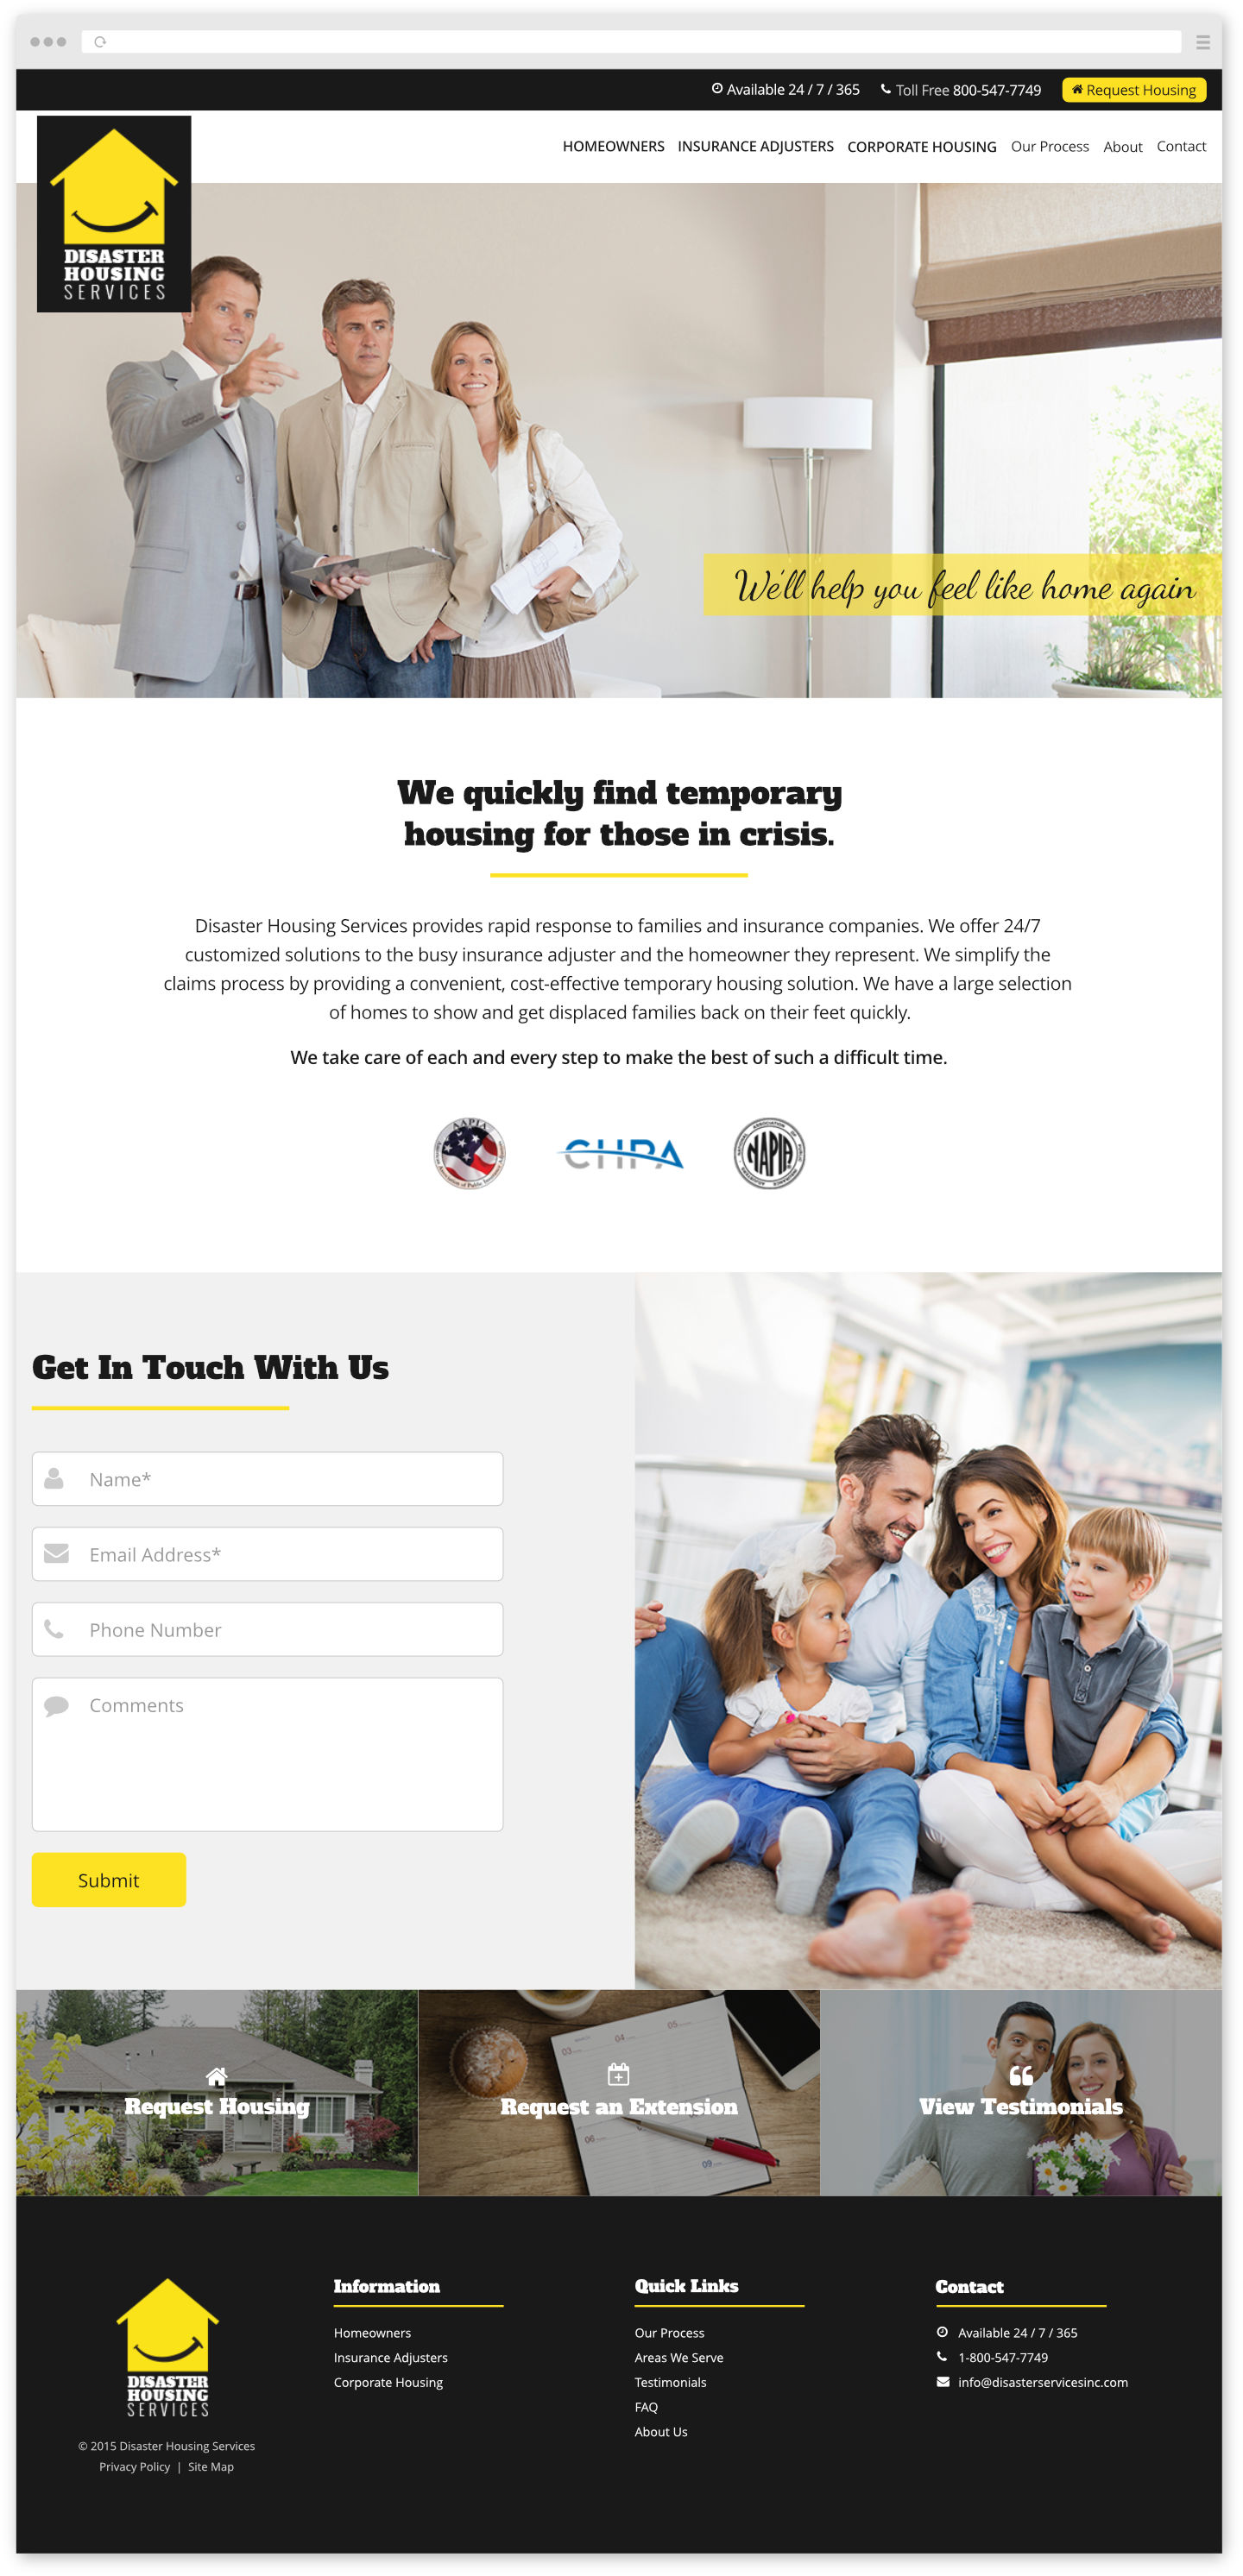 Available 24 / 7 / 365
Toll Free 800-547-7749
Request Housing
DISASTER
HOUSING
SERVICES
HOMEOWNERS INSURANCE ADJUSTERS CORPORATE HOUSING Our Process About Contact
We'll help you feel like home again
We quickly find temporary
housing for those in crisis.
Disaster Housing Services provides rapid response to families and insurance companies. We offer 24/7
customized solutions to the busy insurance adjuster and the homeowner they represent. We simplify the
claims process by providing a convenient, cost-effective temporary housing solution. We have a large selection
of homes to show and get displaced families back on their feet quickly.
We take care of each and every step to make the best of such a difficult time.
AAPIA
CHPA
NAPIA
Get In Touch With Us
Name*
Email Address*
Phone Number
Comments
Submit
Request Housing
Request an Extension
View Testimonials
03
04
05
06
09
DISASTER
HOUSING
SERVICES
© 2015 Disaster Housing Services
Privacy Policy | Site Map
Information
Homeowners
Insurance Adjusters
Corporate Housing
Quick Links
Our Process
Areas We Serve
Testimonials
FAQ
About Us
Contact
Available 24 / 7 / 365
1-800-547-7749
info@disasterservicesinc.com